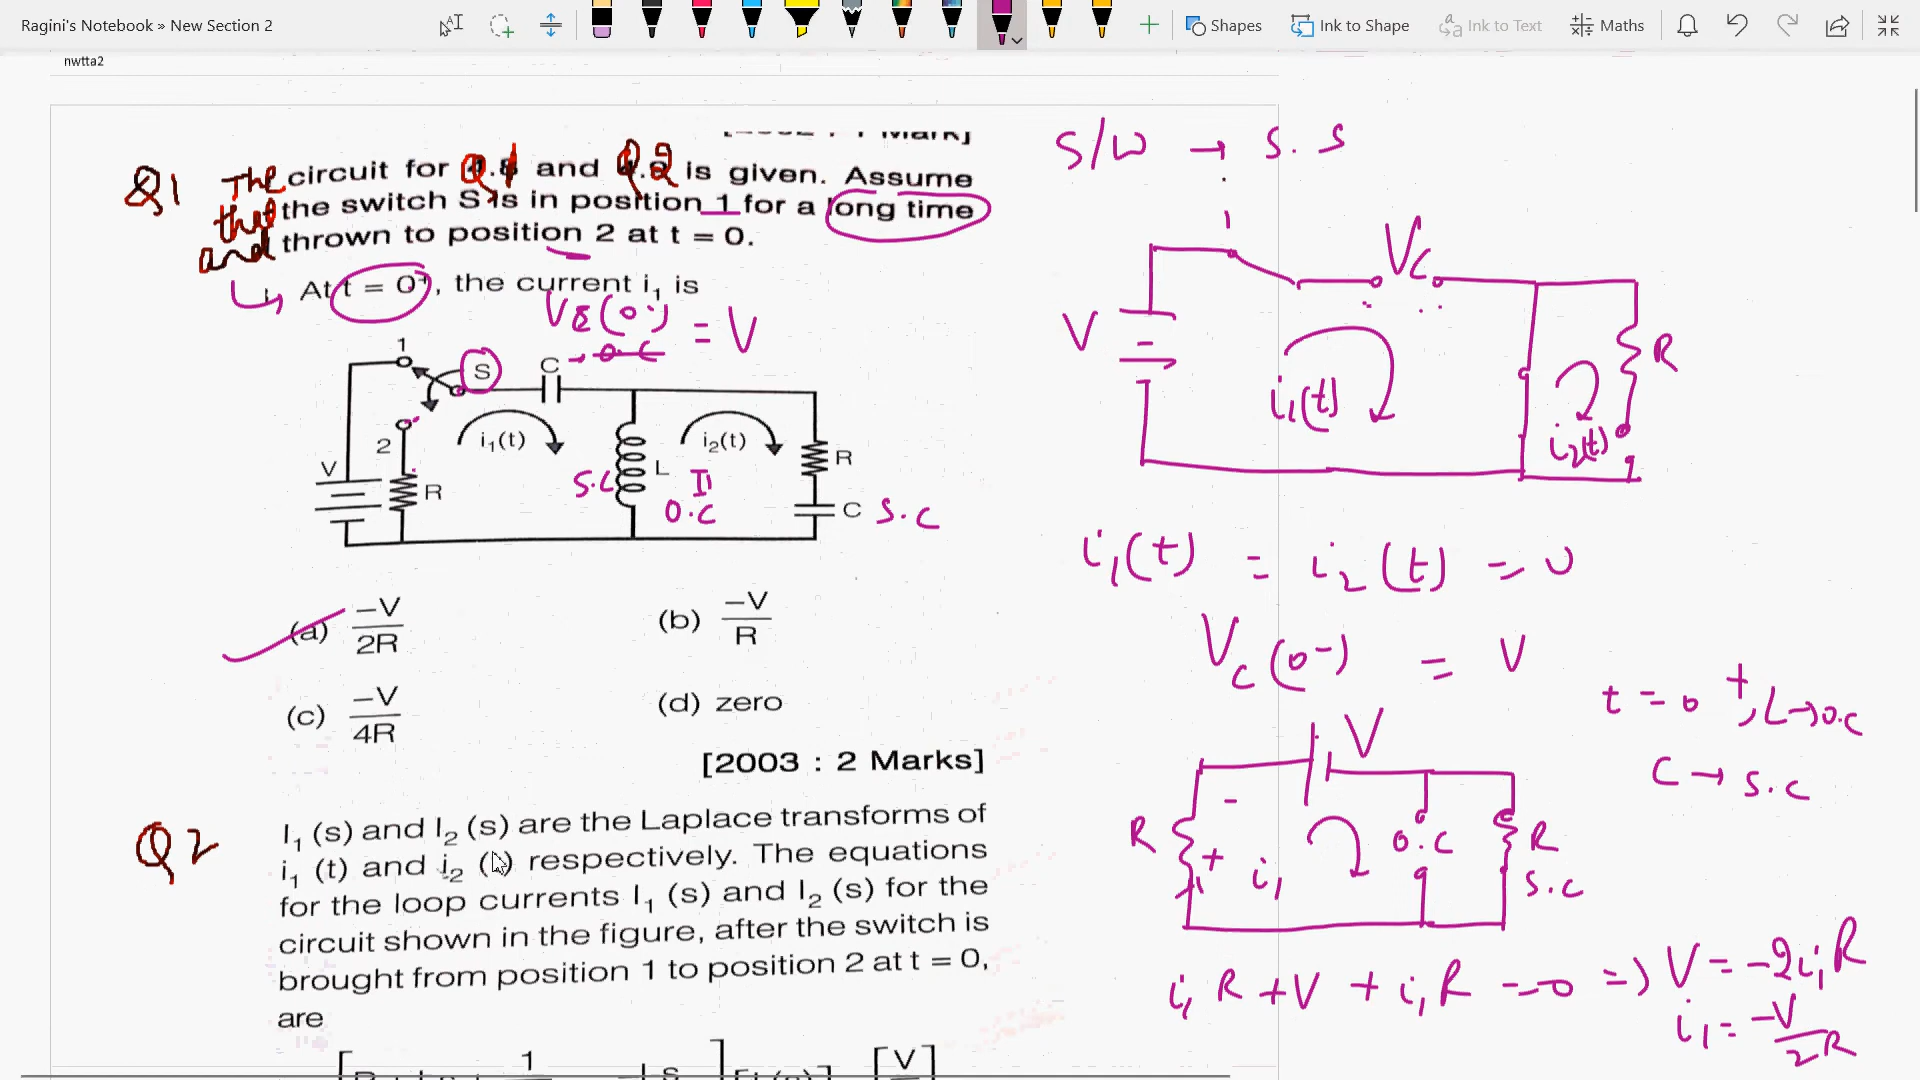 Ragini's Notebook » New Section 2
Shapes
Ink to Shape
Ink to Text
Maths
nwtta2
Q1 The circuit for Q.1 and Q.2 is given. Assume
that the switch S is in position 1 for a long time
and thrown to position 2 at t = 0.
At t = 0⁺, the current i₁ is
= V
1
S
C
2
i₁(t)
i₂(t)
V
R
L
R
C
S.C
O.C
S.C
(a) −V/2R
(b) −V/R
(c) −V/4R
(d) zero
[2003 : 2 Marks]
Q2 I₁ (s) and I₂ (s) are the Laplace transforms of
i₁ (t) and i₂ (t) respectively. The equations
for the loop currents I₁ (s) and I₂ (s) for the
circuit shown in the figure, after the switch is
brought from position 1 to position 2 at t = 0,
are
S/W → S.S
1
Vc
V
i₁(t)
i₂(t)
R
i₁(t) = i₂(t) = 0
Vc(0⁻) = V
t = 0⁺, L → O.C
C → S.C
V
R
− +
i₁
O.C
R
S.C
i₁R + V + i₁R = 0 => V = −2i₁R
i₁ = −V/2R